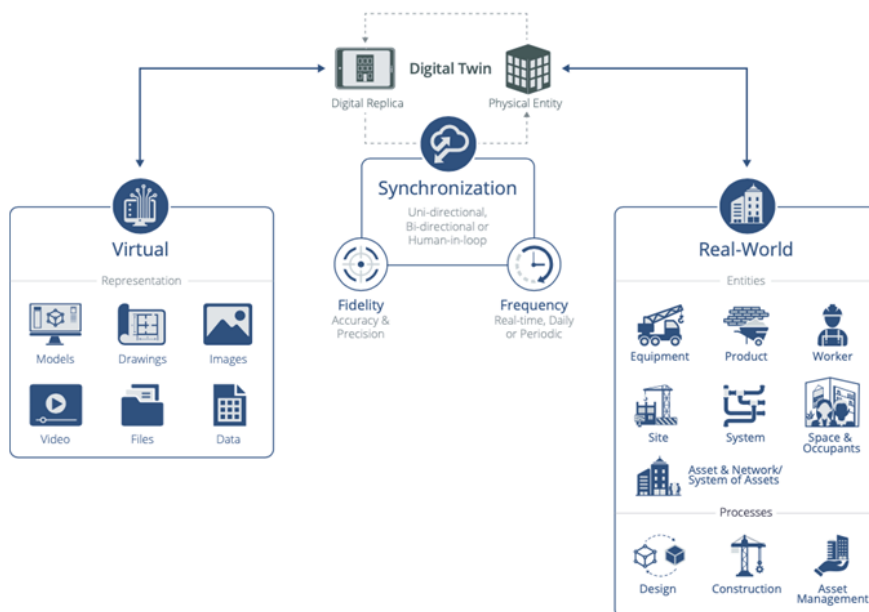 Digital Twin
Digital Replica
Physical Entity
Synchronization
Uni-directional,
Bi-directional or
Human-in-loop
Fidelity
Accuracy &
Precision
Frequency
Real-time, Daily
or Periodic
Virtual
Representation
Models
Drawings
Images
Video
Files
Data
Real-World
Entities
Equipment
Product
Worker
Site
System
Space &
Occupants
Asset & Network/
System of Assets
Processes
Design
Construction
Asset
Management